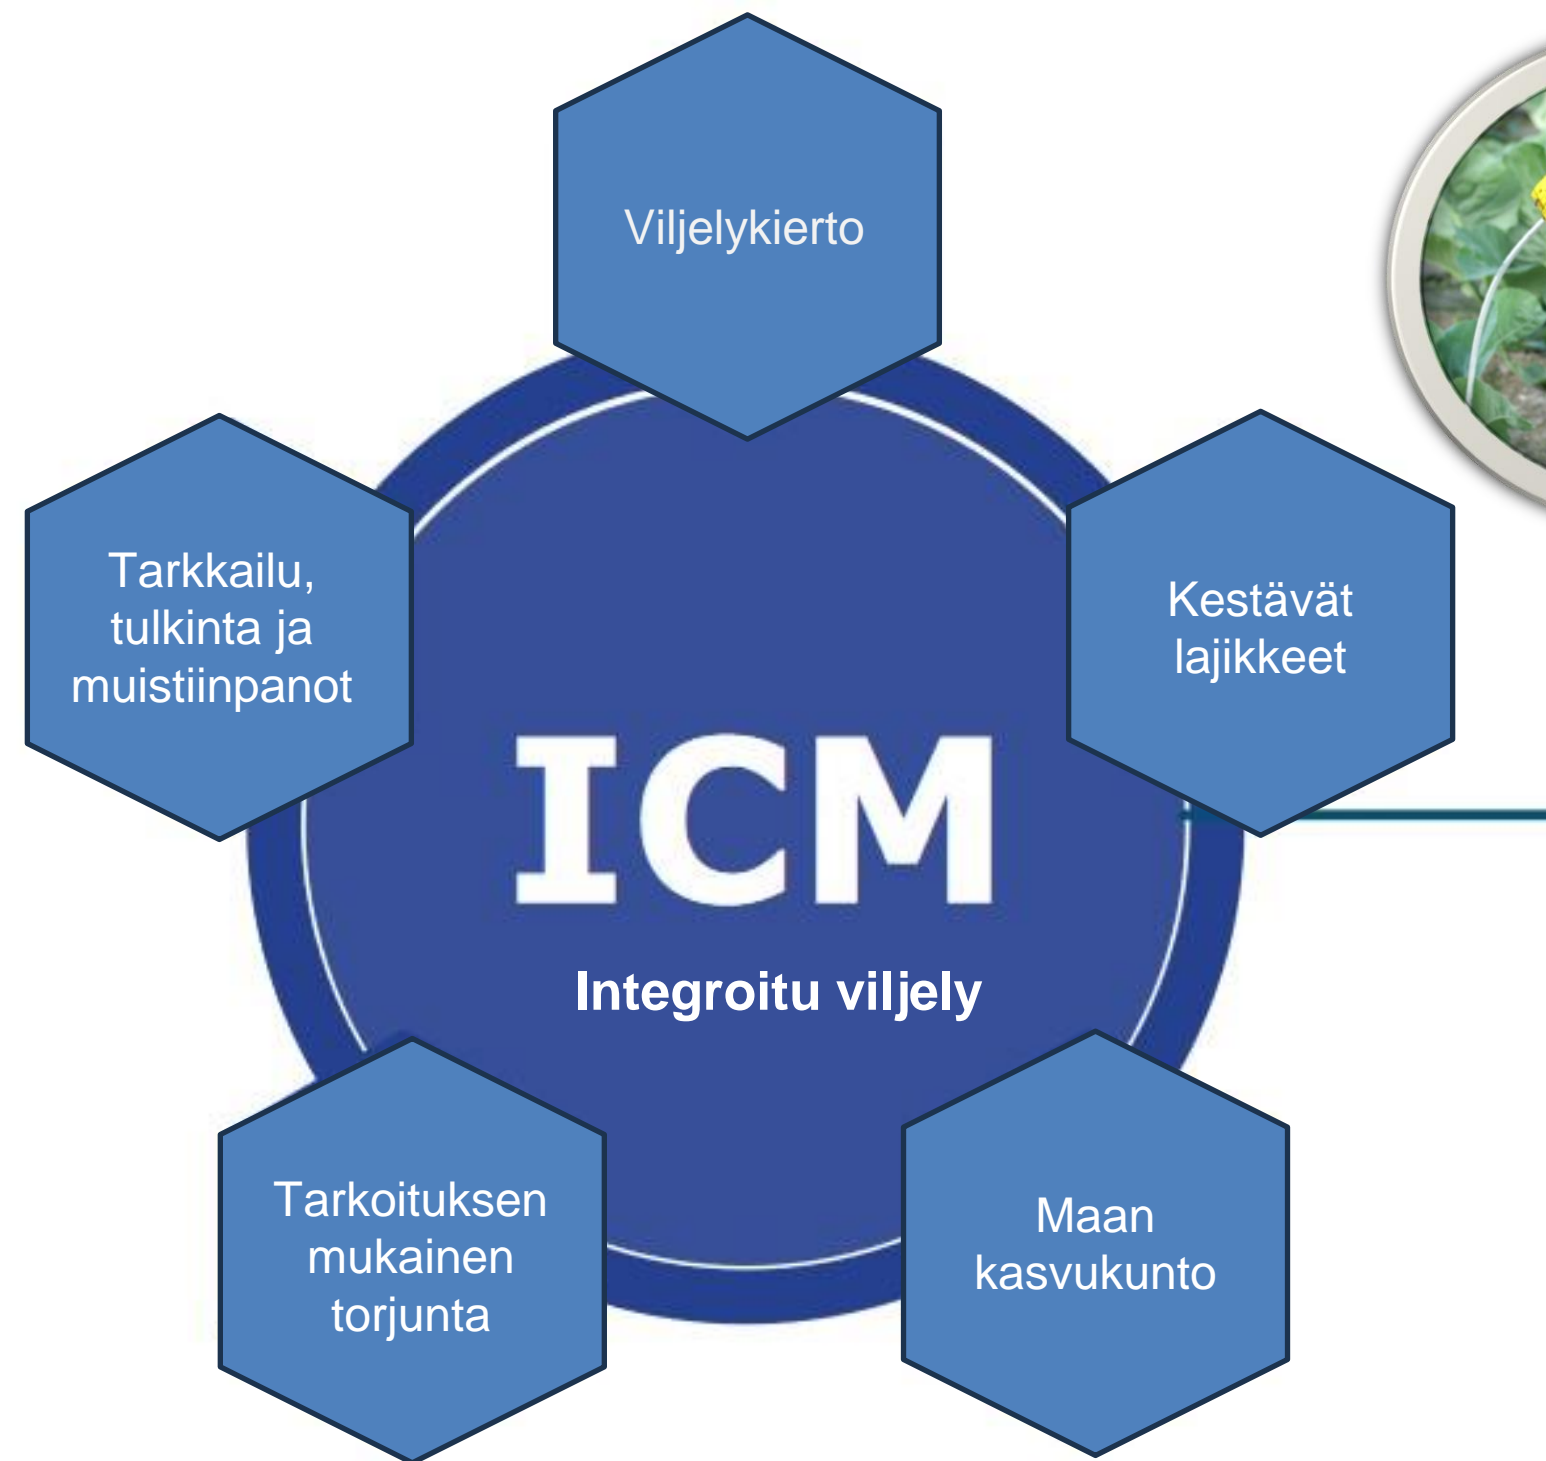 Viljelykierto
Tarkkailu,
tulkinta ja
muistiinpanot
Kestävät
lajikkeet
ICM
Integroitu viljely
Tarkoituksen
mukainen
torjunta
Maan
kasvukunto